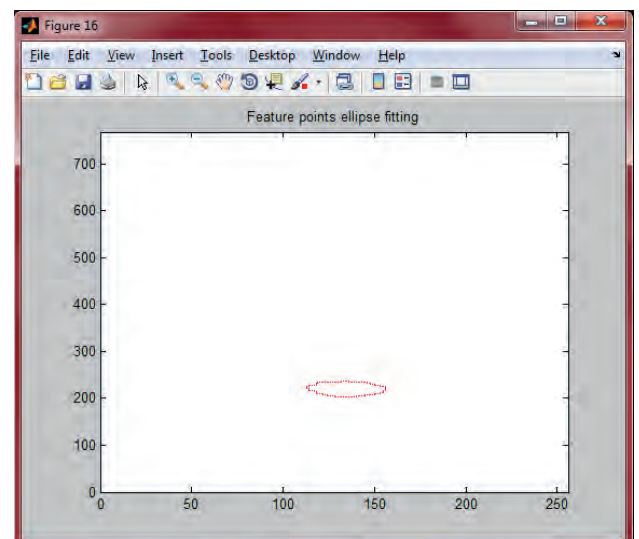 Figure 16
File Edit View Insert Tools Desktop Window Help
Feature points ellipse fitting
700
600
500
400
300
200
100
0
0 50 100 150 200 250